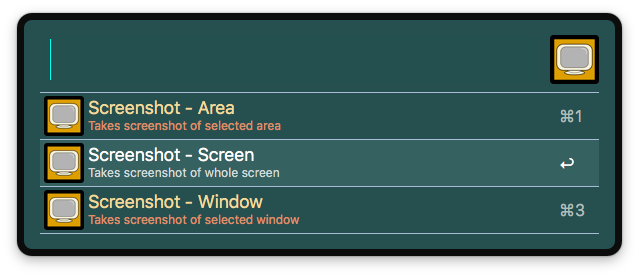 Screenshot - Area
Takes screenshot of selected area
⌘1
Screenshot - Screen
Takes screenshot of whole screen
↩
Screenshot - Window
Takes screenshot of selected window
⌘3